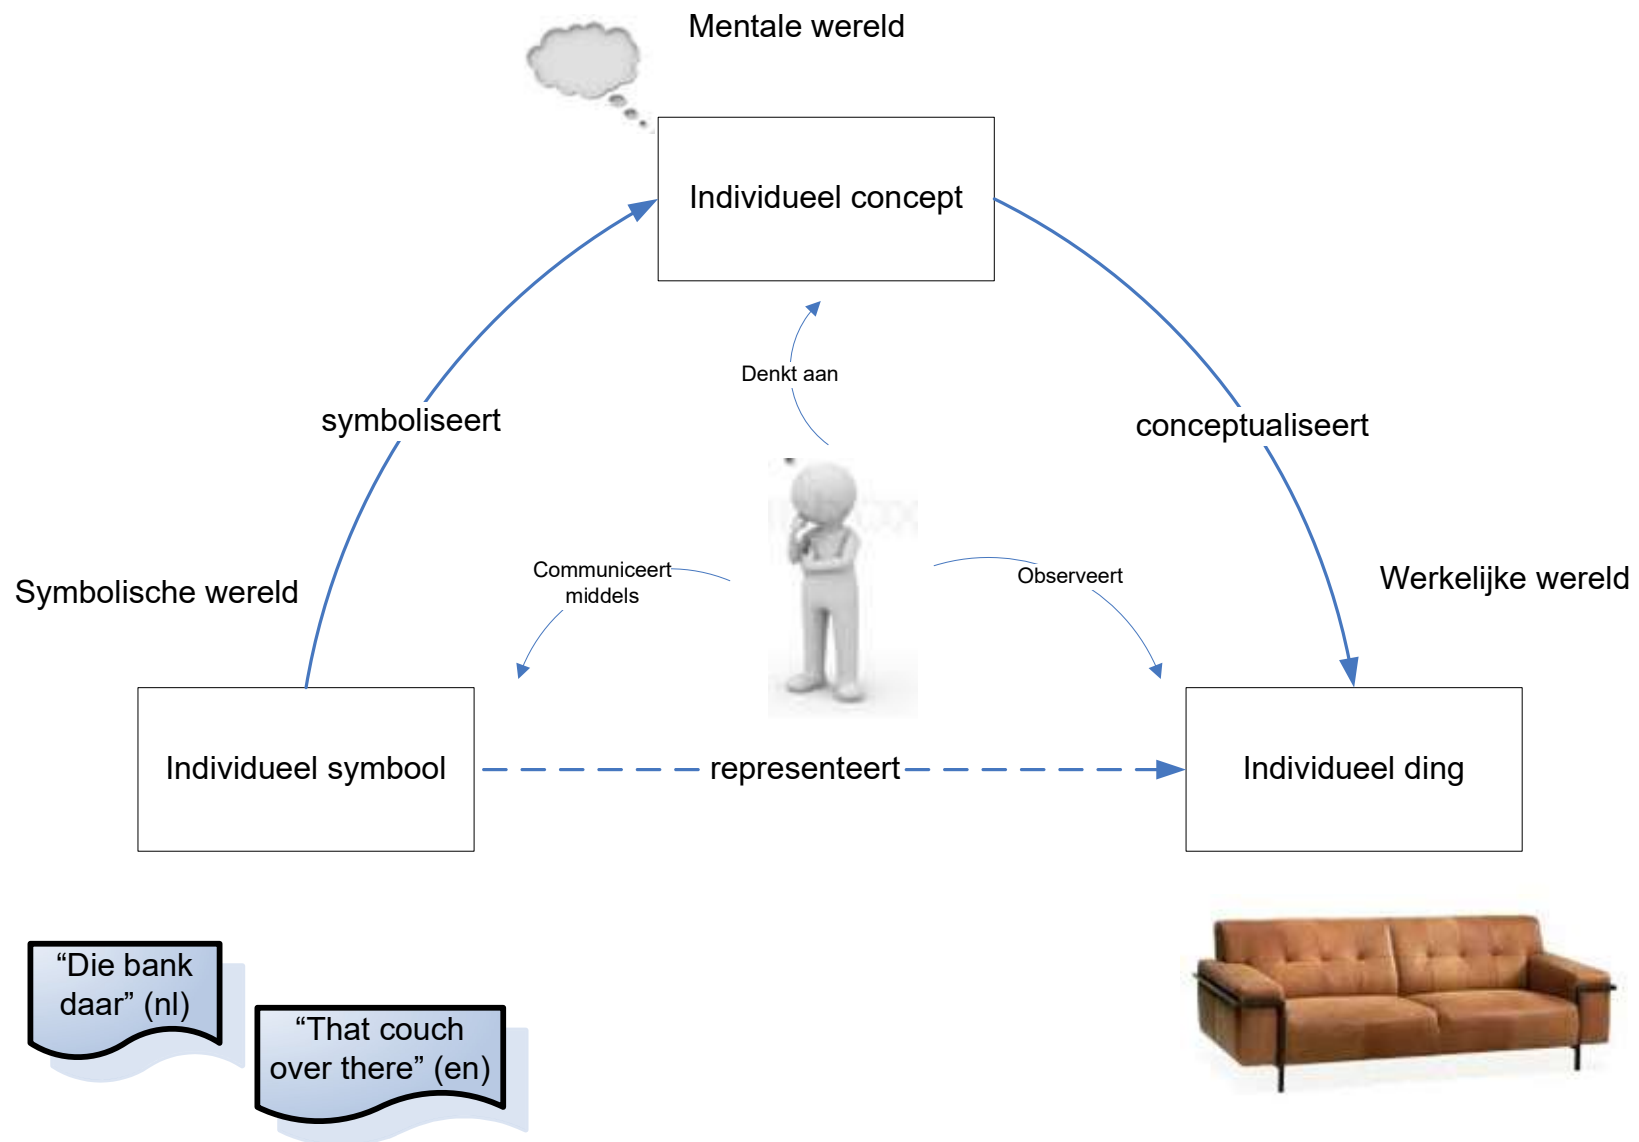 Mentale wereld
Individueel concept
Denkt aan
symboliseert
conceptualiseert
Communiceert
middels
Observeert
Symbolische wereld
Werkelijke wereld
Individueel symbool
representeert
Individueel ding
“Die bank
daar” (nl)
“That couch
over there” (en)